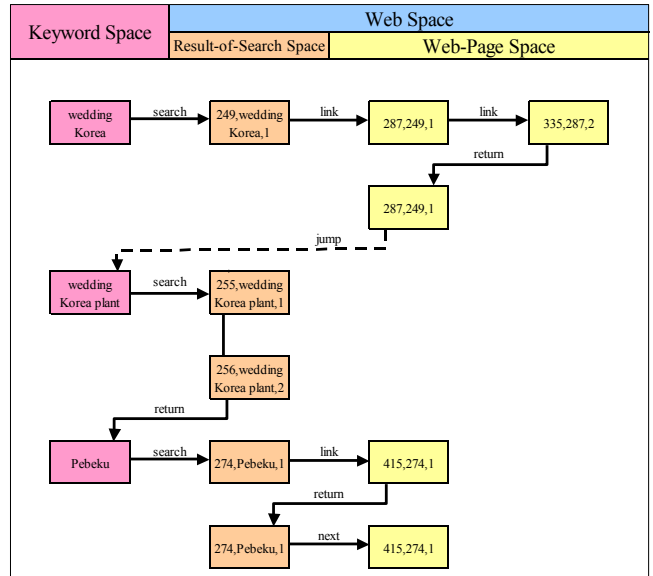 Keyword Space
Web Space
Result-of-Search Space
Web-Page Space
wedding
Korea
search
249,wedding
Korea,1
link
287,249,1
link
335,287,2
return
287,249,1
jump
wedding
Korea plant
search
255,wedding
Korea plant,1
256,wedding
Korea plant,2
return
Pebeku
search
274,Pebeku,1
link
415,274,1
return
274,Pebeku,1
next
415,274,1